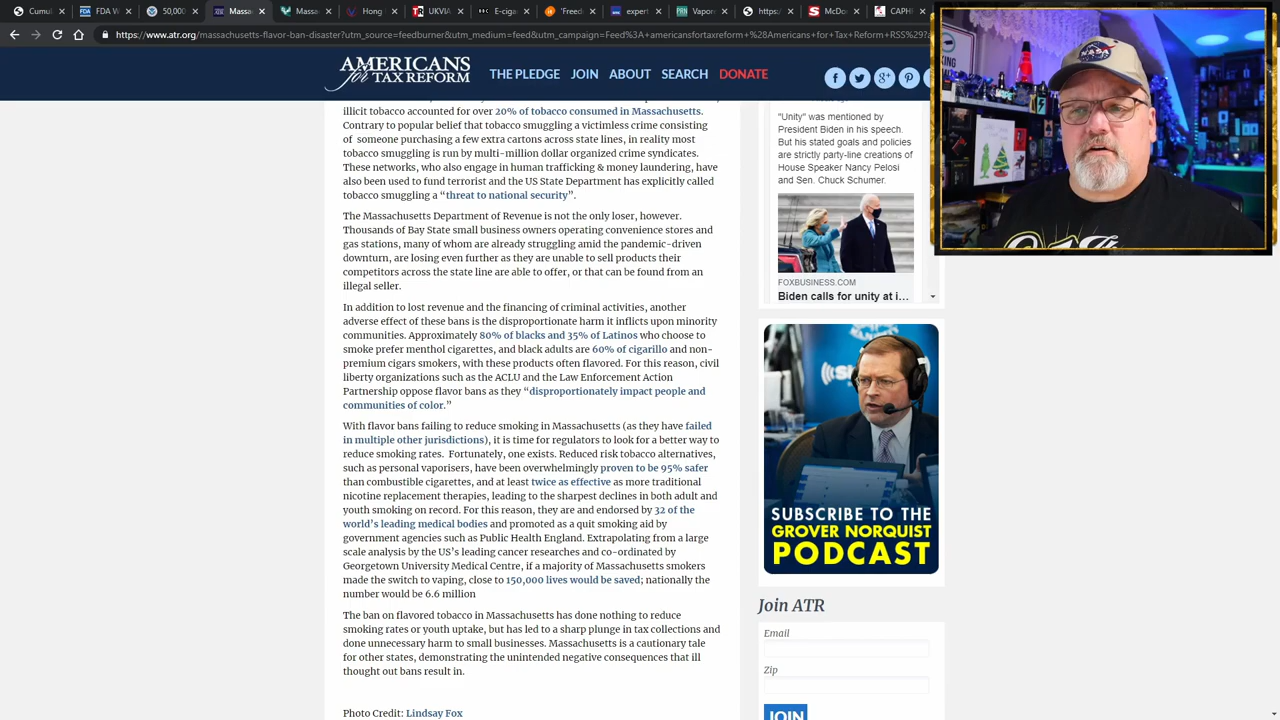 Cumul
FDA W
50,000
Massac
Massa
UKVIA
E-ciga
'Freed
expert
Vapore
https:/
McDo
CAPHI
https://www.atr.org/massachusetts-flavor-ban-disaster?utm_source=feedburner&utm_medium=feed&utm_campaign=Feed%3A+americansfortaxreform+%28Americans+for+Tax+Reform+RSS%29
AMERICANS
for TAX REFORM
THE PLEDGE JOIN ABOUT SEARCH DONATE
illicit tobacco accounted for over 20% of tobacco consumed in Massachusetts.
Contrary to popular belief that tobacco smuggling a victimless crime consisting
of someone purchasing a few extra cartons across state lines, in reality most
tobacco smuggling is run by multi-million dollar organized crime syndicates.
These networks, who also engage in human trafficking & money laundering, have
also been used to fund terrorist and the US State Department has explicitly called
tobacco smuggling a “threat to national security”.
The Massachusetts Department of Revenue is not the only loser, however.
Thousands of Bay State small business owners operating convenience stores and
gas stations, many of whom are already struggling amid the pandemic-driven
downturn, are losing even further as they are unable to sell products their
competitors across the state line are able to offer, or that can be found from an
illegal seller.
In addition to lost revenue and the financing of criminal activities, another
adverse effect of these bans is the disproportionate harm it inflicts upon minority
communities. Approximately 80% of blacks and 35% of Latinos who choose to
smoke prefer menthol cigarettes, and black adults are 60% of cigarillo and non-
premium cigars smokers, with these products often flavored. For this reason, civil
liberty organizations such as the ACLU and the Law Enforcement Action
Partnership oppose flavor bans as they “disproportionately impact people and
communities of color.”
With flavor bans failing to reduce smoking in Massachusetts (as they have failed
in multiple other jurisdictions), it is time for regulators to look for a better way to
reduce smoking rates. Fortunately, one exists. Reduced risk tobacco alternatives,
such as personal vaporisers, have been overwhelmingly proven to be 95% safer
than combustible cigarettes, and at least twice as effective as more traditional
nicotine replacement therapies, leading to the sharpest declines in both adult and
youth smoking on record. For this reason, they are and endorsed by 32 of the
world’s leading medical bodies and promoted as a quit smoking aid by
government agencies such as Public Health England. Extrapolating from a large
scale analysis by the US’s leading cancer researches and co-ordinated by
Georgetown University Medical Centre, if a majority of Massachusetts smokers
made the switch to vaping, close to 150,000 lives would be saved; nationally the
number would be 6.6 million
The ban on flavored tobacco in Massachusetts has done nothing to reduce
smoking rates or youth uptake, but has led to a sharp plunge in tax collections and
done unnecessary harm to small businesses. Massachusetts is a cautionary tale
for other states, demonstrating the unintended negative consequences that ill
thought out bans result in.
Photo Credit: Lindsay Fox
"Unity" was mentioned by
President Biden in his speech.
But his stated goals and policies
are strictly party-line creations of
House Speaker Nancy Pelosi
and Sen. Chuck Schumer.
FOXBUSINESS.COM
Biden calls for unity at i...
SUBSCRIBE TO THE
GROVER NORQUIST
PODCAST
Join ATR
Email
Zip
JOIN
NASA